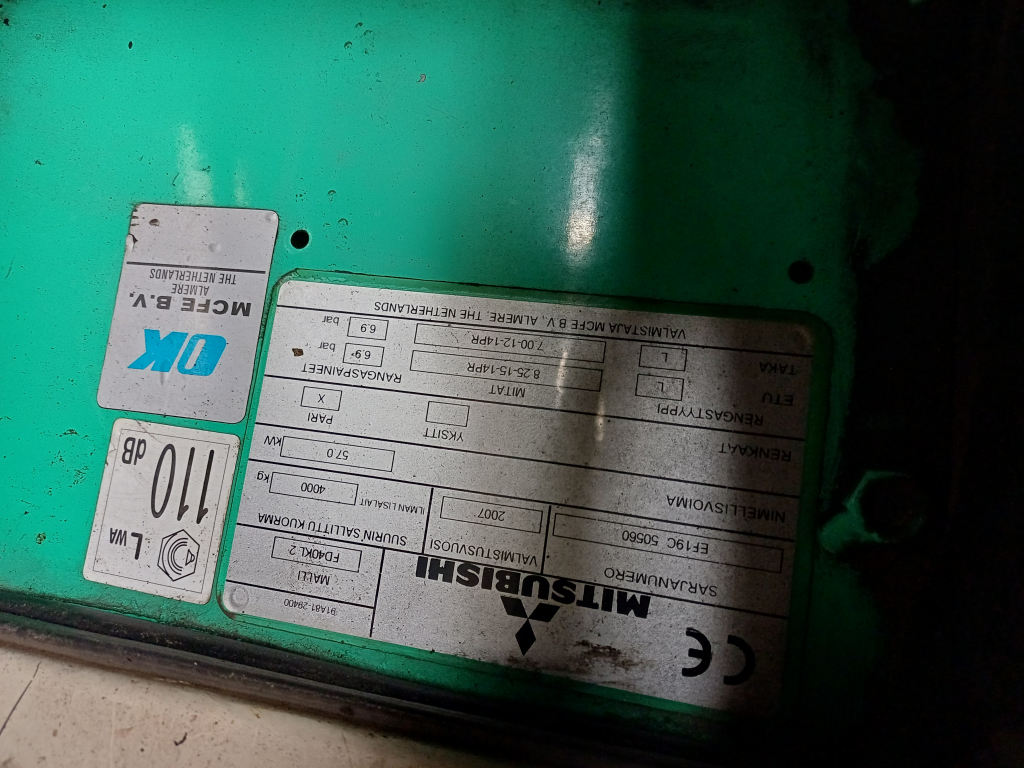 CE
MITSUBISHI
91A81-29400
MALLI
FD40KL 2
SARJANUMERO
EF19C 50560
VALMISTUSVUOSI
2007
SUURIN SALLITTU KUORMA
ILMAN LISALAIT 4000 kg
NIMELLISVOIMA 57.0 kW
RENKAAT YKSITT PARI X
RENGASTYYPPI MITAT RANGASPAINEET
ETU L 8.25-15-14PR 6.9 bar
TAKA L 7.00-12-14PR 6.9 bar
VALMISTAJA MCFE B.V., ALMERE. THE NETHERLANDS
LWA
110 dB
OK
MCFE B.V.
ALMERE
THE NETHERLANDS